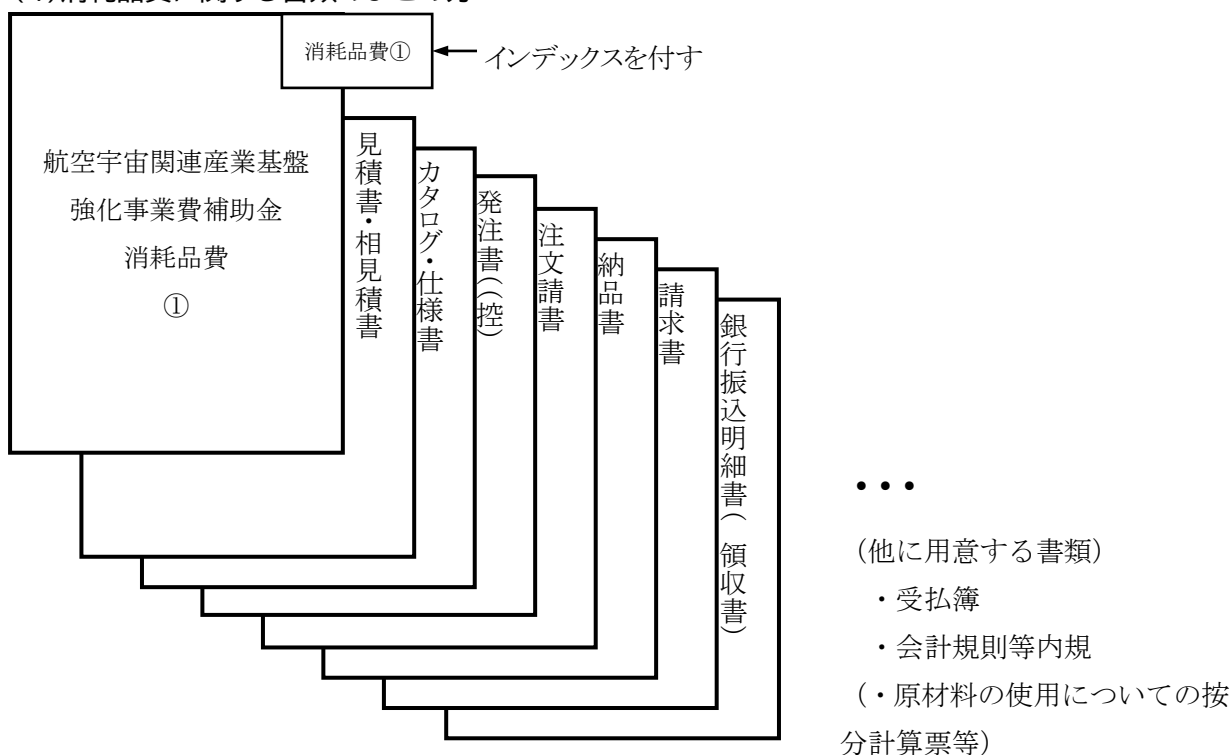 消耗品費①
インデックスを付す
航空宇宙関連産業基盤
強化事業費補助金
消耗品費
①
見積書・相見積書
カタログ・仕様書
発注書((控)
注文請書
納品書
請求書
銀行振込明細書( 領収書)
・・・
(他に用意する書類)
・受払簿
・会計規則等内規
(・原材料の使用についての按
分計算票等)